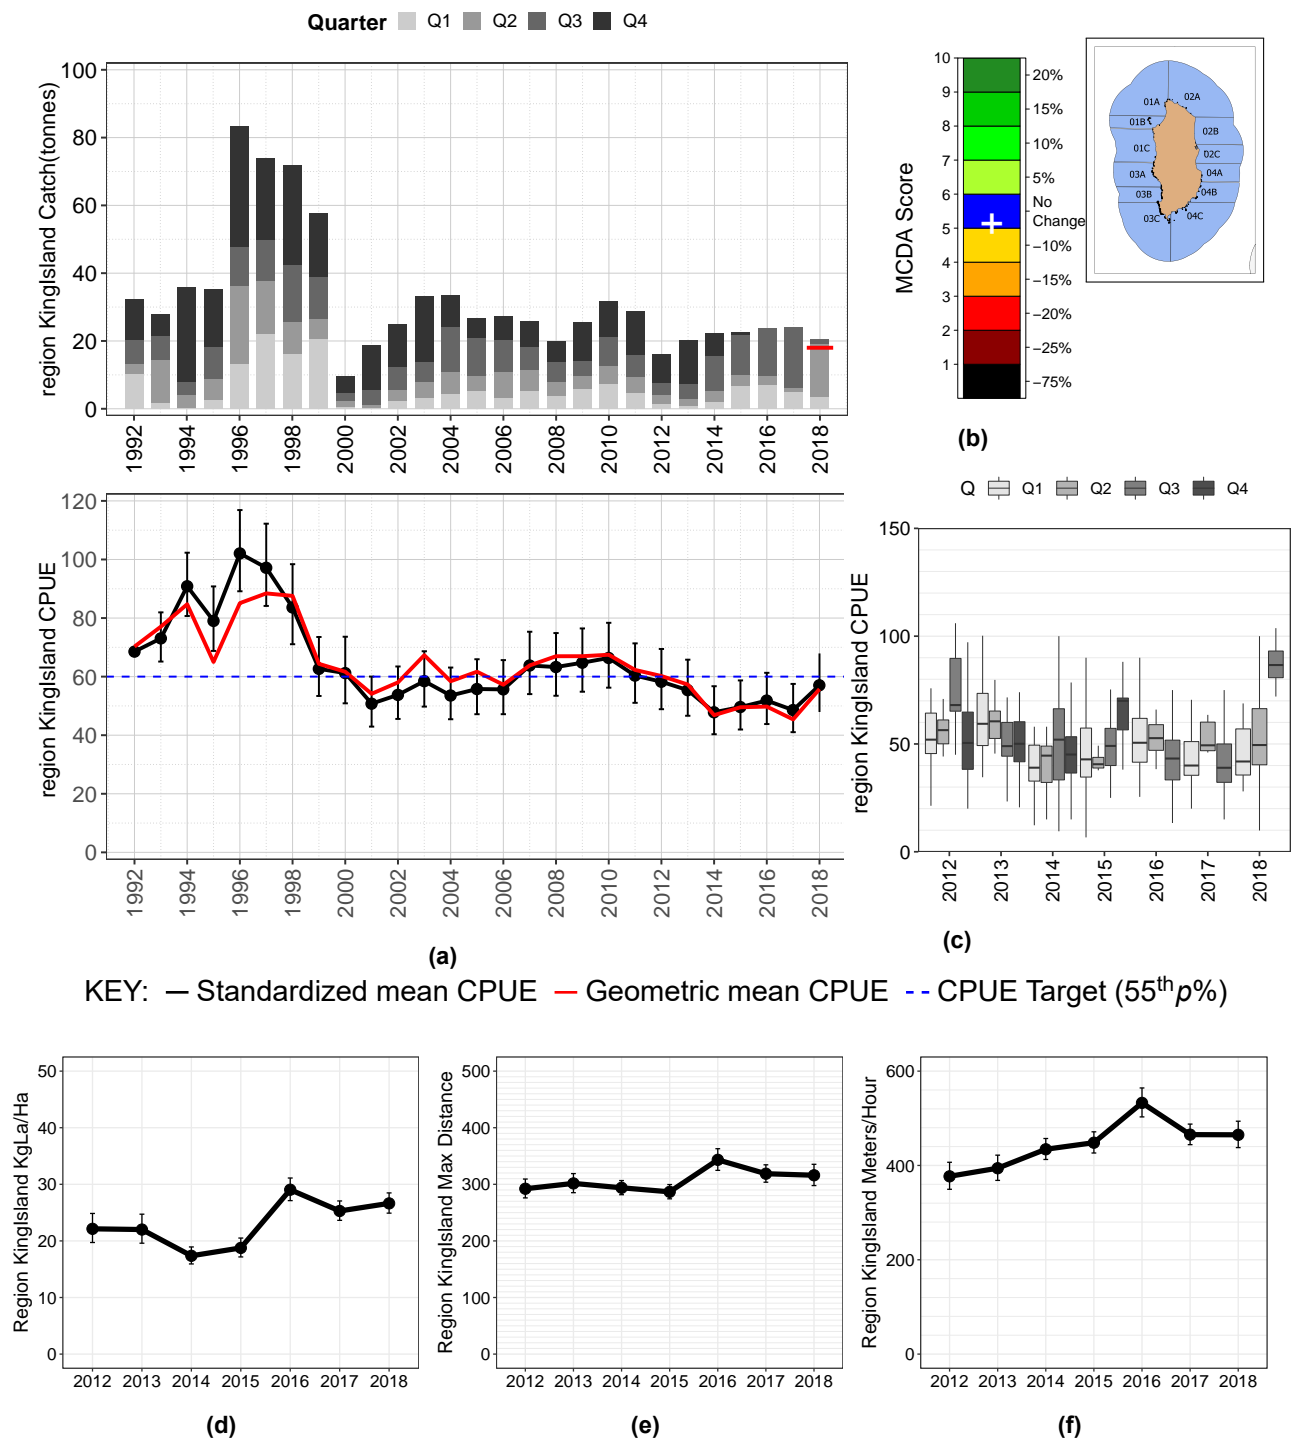 Quarter Q1 Q2 Q3 Q4
region KingIsland Catch(tonnes)
100
80
60
40
20
0
1992 1994 1996 1998 2000 2002 2004 2006 2008 2010 2012 2014 2016 2018
region KingIsland CPUE
120
100
80
60
40
20
0
1992 1994 1996 1998 2000 2002 2004 2006 2008 2010 2012 2014 2016 2018
(a)
MCDA Score
10
9
8
7
6
5
4
3
2
1
20%
15%
10%
5%
No
Change
−10%
−15%
−20%
−25%
−75%
01A 02A
01B 02B
01C 02C
03A 04A
03B 04B
03C 04C
(b)
Q Q1 Q2 Q3 Q4
region KingIsland CPUE
150
100
50
0
2012 2013 2014 2015 2016 2017 2018
(c)
KEY: Standardized mean CPUE Geometric mean CPUE CPUE Target (55th p%)
Region KingIsland KgLa/Ha
50
40
30
20
10
0
2012 2013 2014 2015 2016 2017 2018
(d)
Region KingIsland Max Distance
500
400
300
200
100
0
2012 2013 2014 2015 2016 2017 2018
(e)
Region KingIsland Meters/Hour
600
400
200
0
2012 2013 2014 2015 2016 2017 2018
(f)